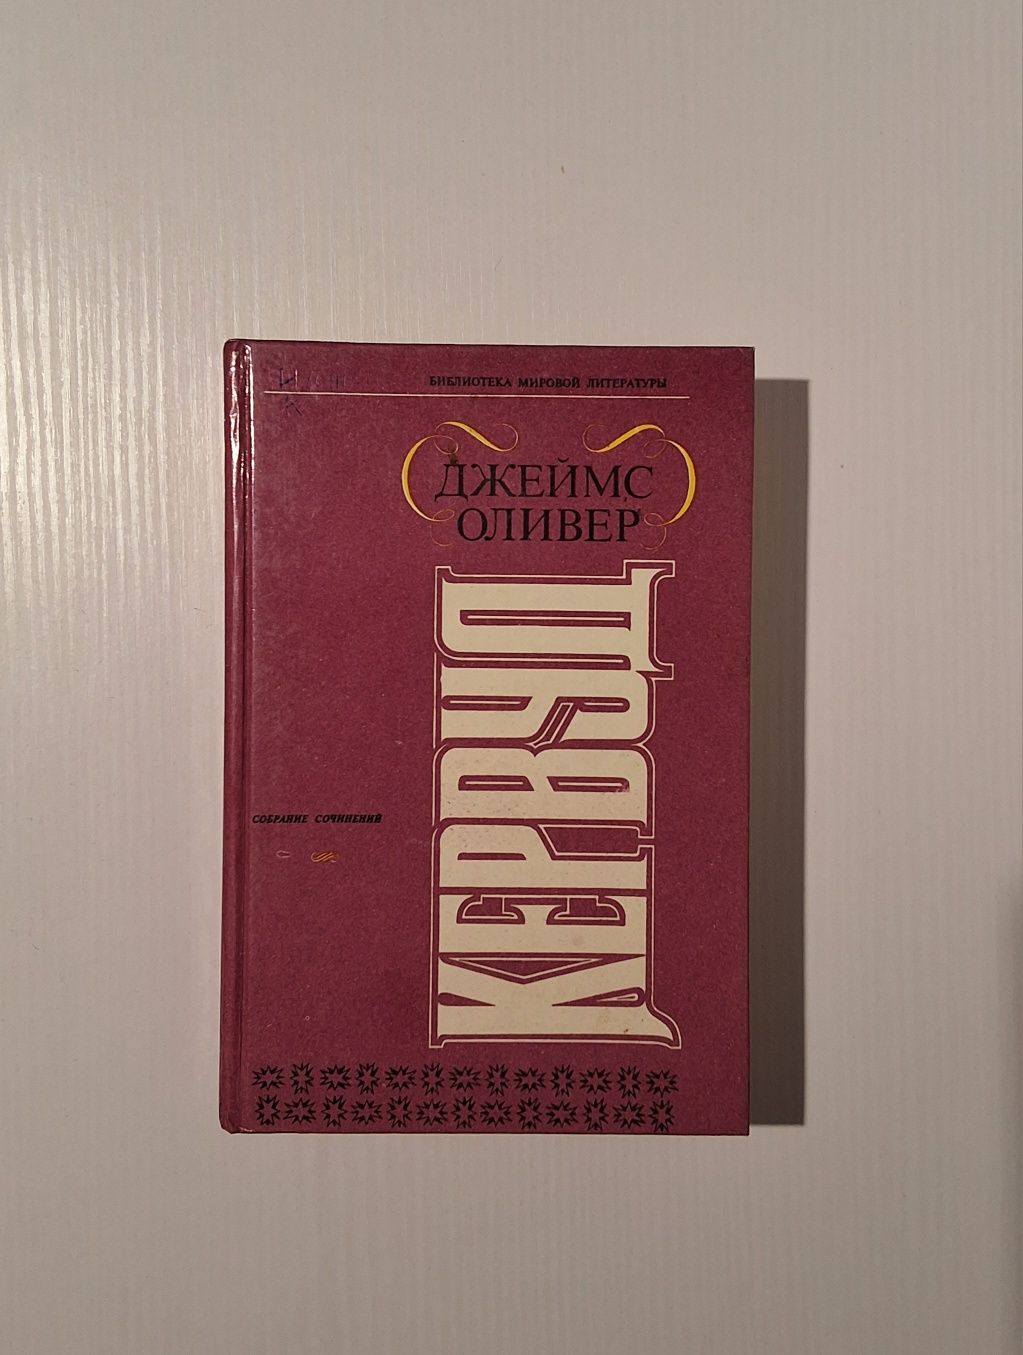 БИБЛИОТЕКА МИРОВОЙ ЛИТЕРАТУРЫ
ДЖЕЙМС
ОЛИВЕР
КЕРВУД
СОБРАНИЕ СОЧИНЕНИЙ